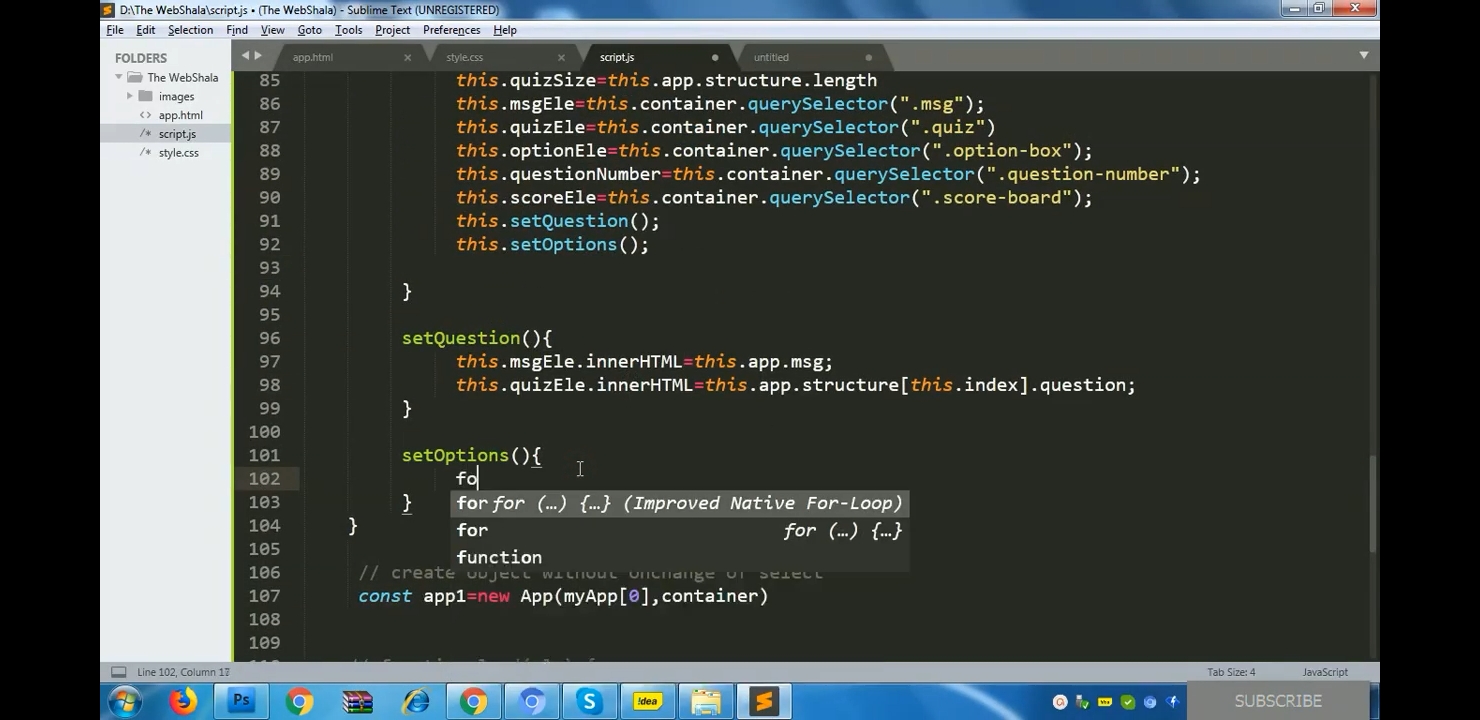 D:\The WebShala\script.js • (The WebShala) - Sublime Text (UNREGISTERED)
File Edit Selection Find View Goto Tools Project Preferences Help
FOLDERS
The WebShala
images
app.html
script.js
style.css
app.html style.css script.js untitled
85 this.quizSize=this.app.structure.length
86 this.msgEle=this.container.querySelector(".msg");
87 this.quizEle=this.container.querySelector(".quiz")
88 this.optionEle=this.container.querySelector(".option-box");
89 this.questionNumber=this.container.querySelector(".question-number");
90 this.scoreEle=this.container.querySelector(".score-board");
91 this.setQuestion();
92 this.setOptions();
93
94 }
95
96 setQuestion(){
97 this.msgEle.innerHTML=this.app.msg;
98 this.quizEle.innerHTML=this.app.structure[this.index].question;
99 }
100
101 setOptions(){
102 fo
for for (…) {…} (Improved Native For-Loop)
103 }
for for (…) {…}
104 }
function
105
106 // create object without onchange of select
107 const app1=new App(myApp[0],container)
108
109
Line 102, Column 17 Tab Size: 4 JavaScript
Ps !dea SUBSCRIBE